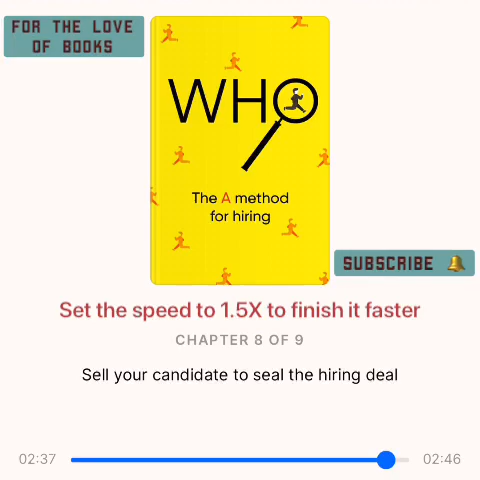 FOR THE LOVE
OF BOOKS
WHO
The A method
for hiring
SUBSCRIBE 🔔
Set the speed to 1.5X to finish it faster
CHAPTER 8 OF 9
Sell your candidate to seal the hiring deal
02:37
02:46